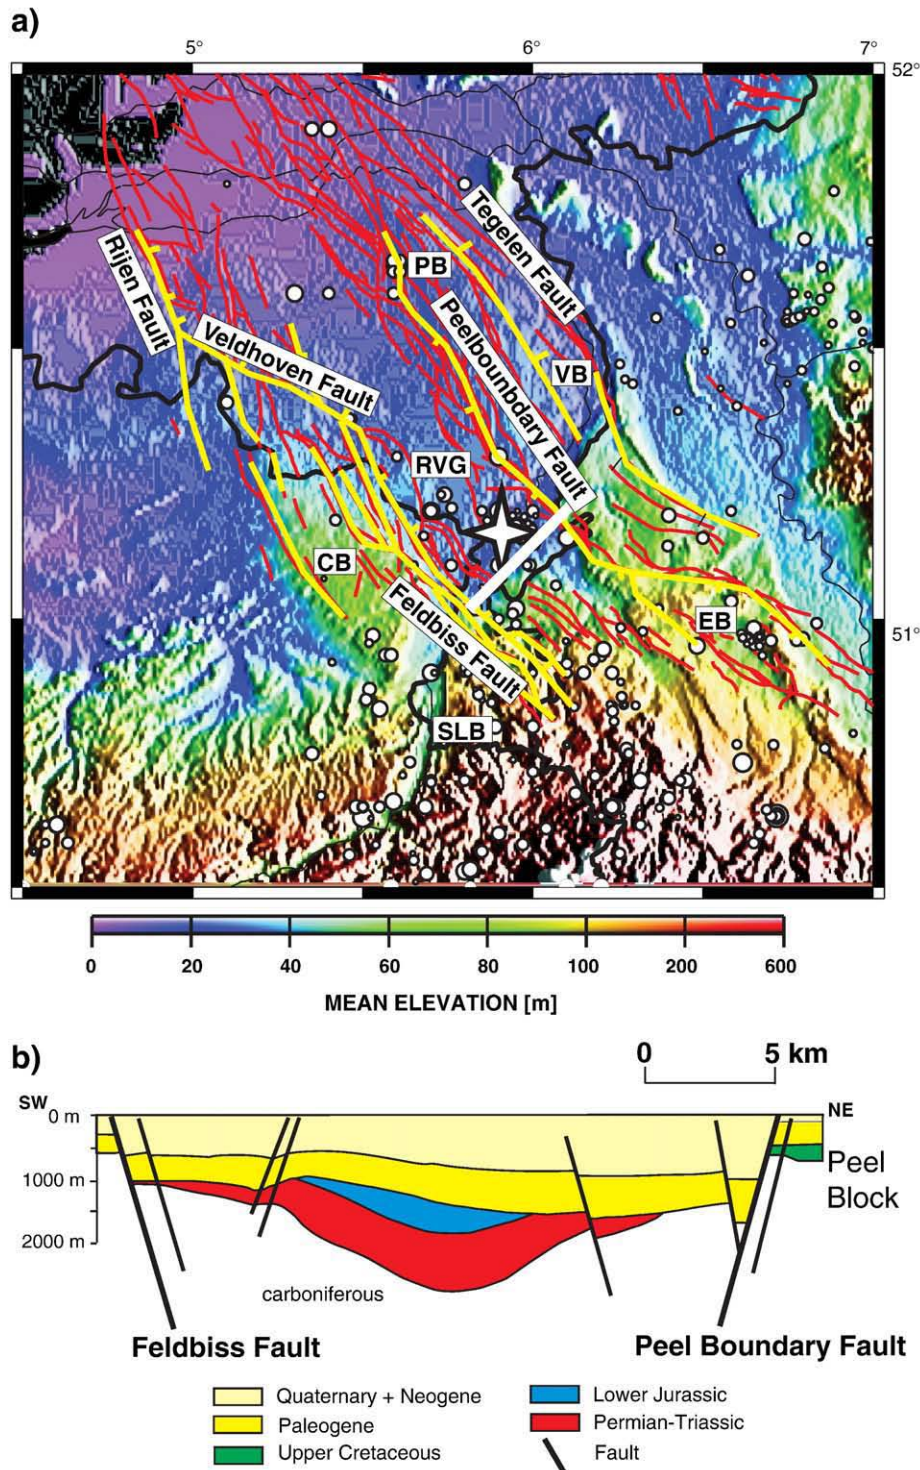 a)
5° 6° 7°
52°
Tegelen Fault
Rijen Fault
PB
Peelbounbdary Fault
Veldhoven Fault
VB
RVG
CB
51°
Feldbiss Fault
EB
SLB
0 20 40 60 80 100 200 600
MEAN ELEVATION [m]
b)
0 5 km
SW
NE
0 m
Peel
Block
1000 m
2000 m
carboniferous
Feldbiss Fault
Peel Boundary Fault
Quaternary + Neogene
Lower Jurassic
Paleogene
Permian-Triassic
Upper Cretaceous
Fault